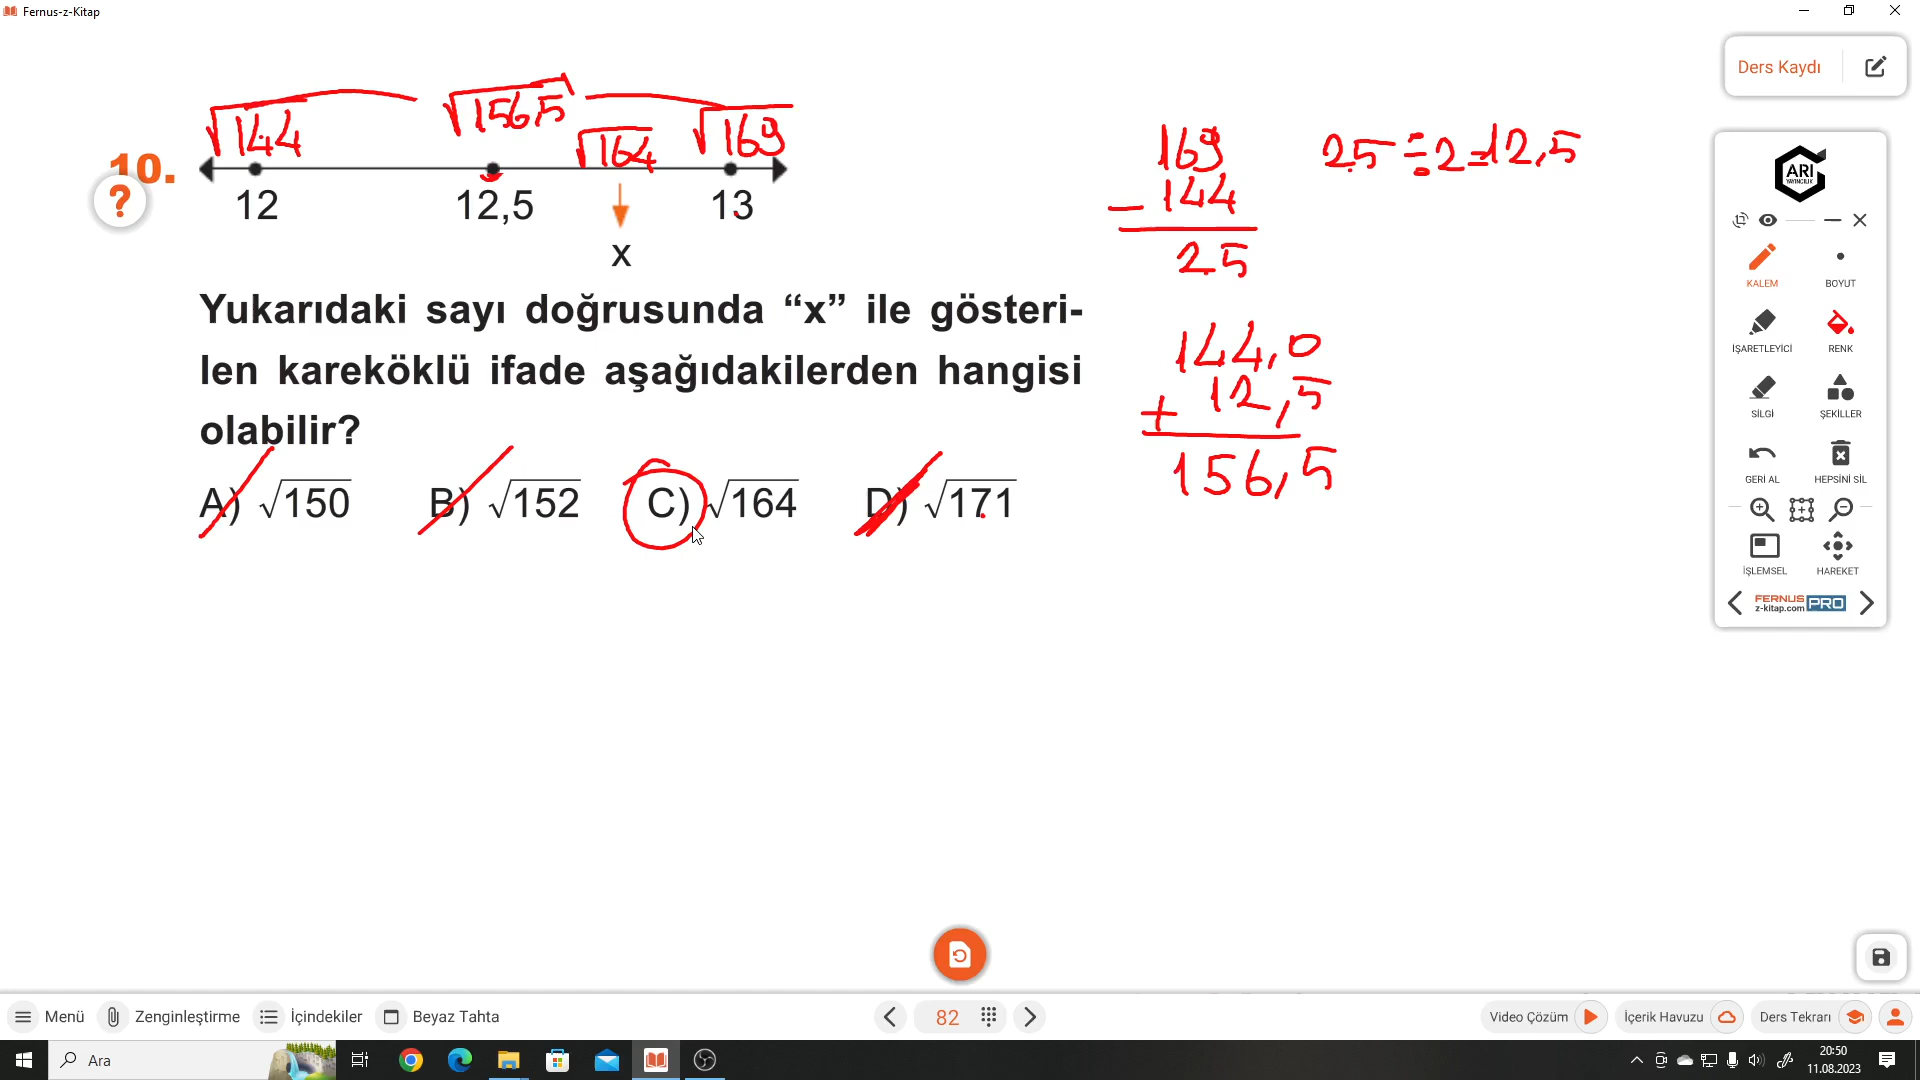 Fernus-z-Kitap
Ders Kaydı
√144 √156,5 √164 √169
10.
?
12 12,5 13
x
169
- 144
25
25 ÷ 2 = 12,5
144,0
+ 12,5
156,5
Yukarıdaki sayı doğrusunda “x” ile gösteri-
len kareköklü ifade aşağıdakilerden hangisi
olabilir?
A) √150 B) √152 C) √164 D) √171
ARI
YAYINCILIK
KALEM BOYUT
İŞARETLEYİCİ RENK
SİLGİ ŞEKİLLER
GERİ AL HEPSİNİ SİL
İŞLEMSEL HAREKET
FERNUS
z-kitap.com PRO
Menü Zenginleştirme İçindekiler Beyaz Tahta 82 Video Çözüm İçerik Havuzu Ders Tekrarı
Ara
20:50
11.08.2023